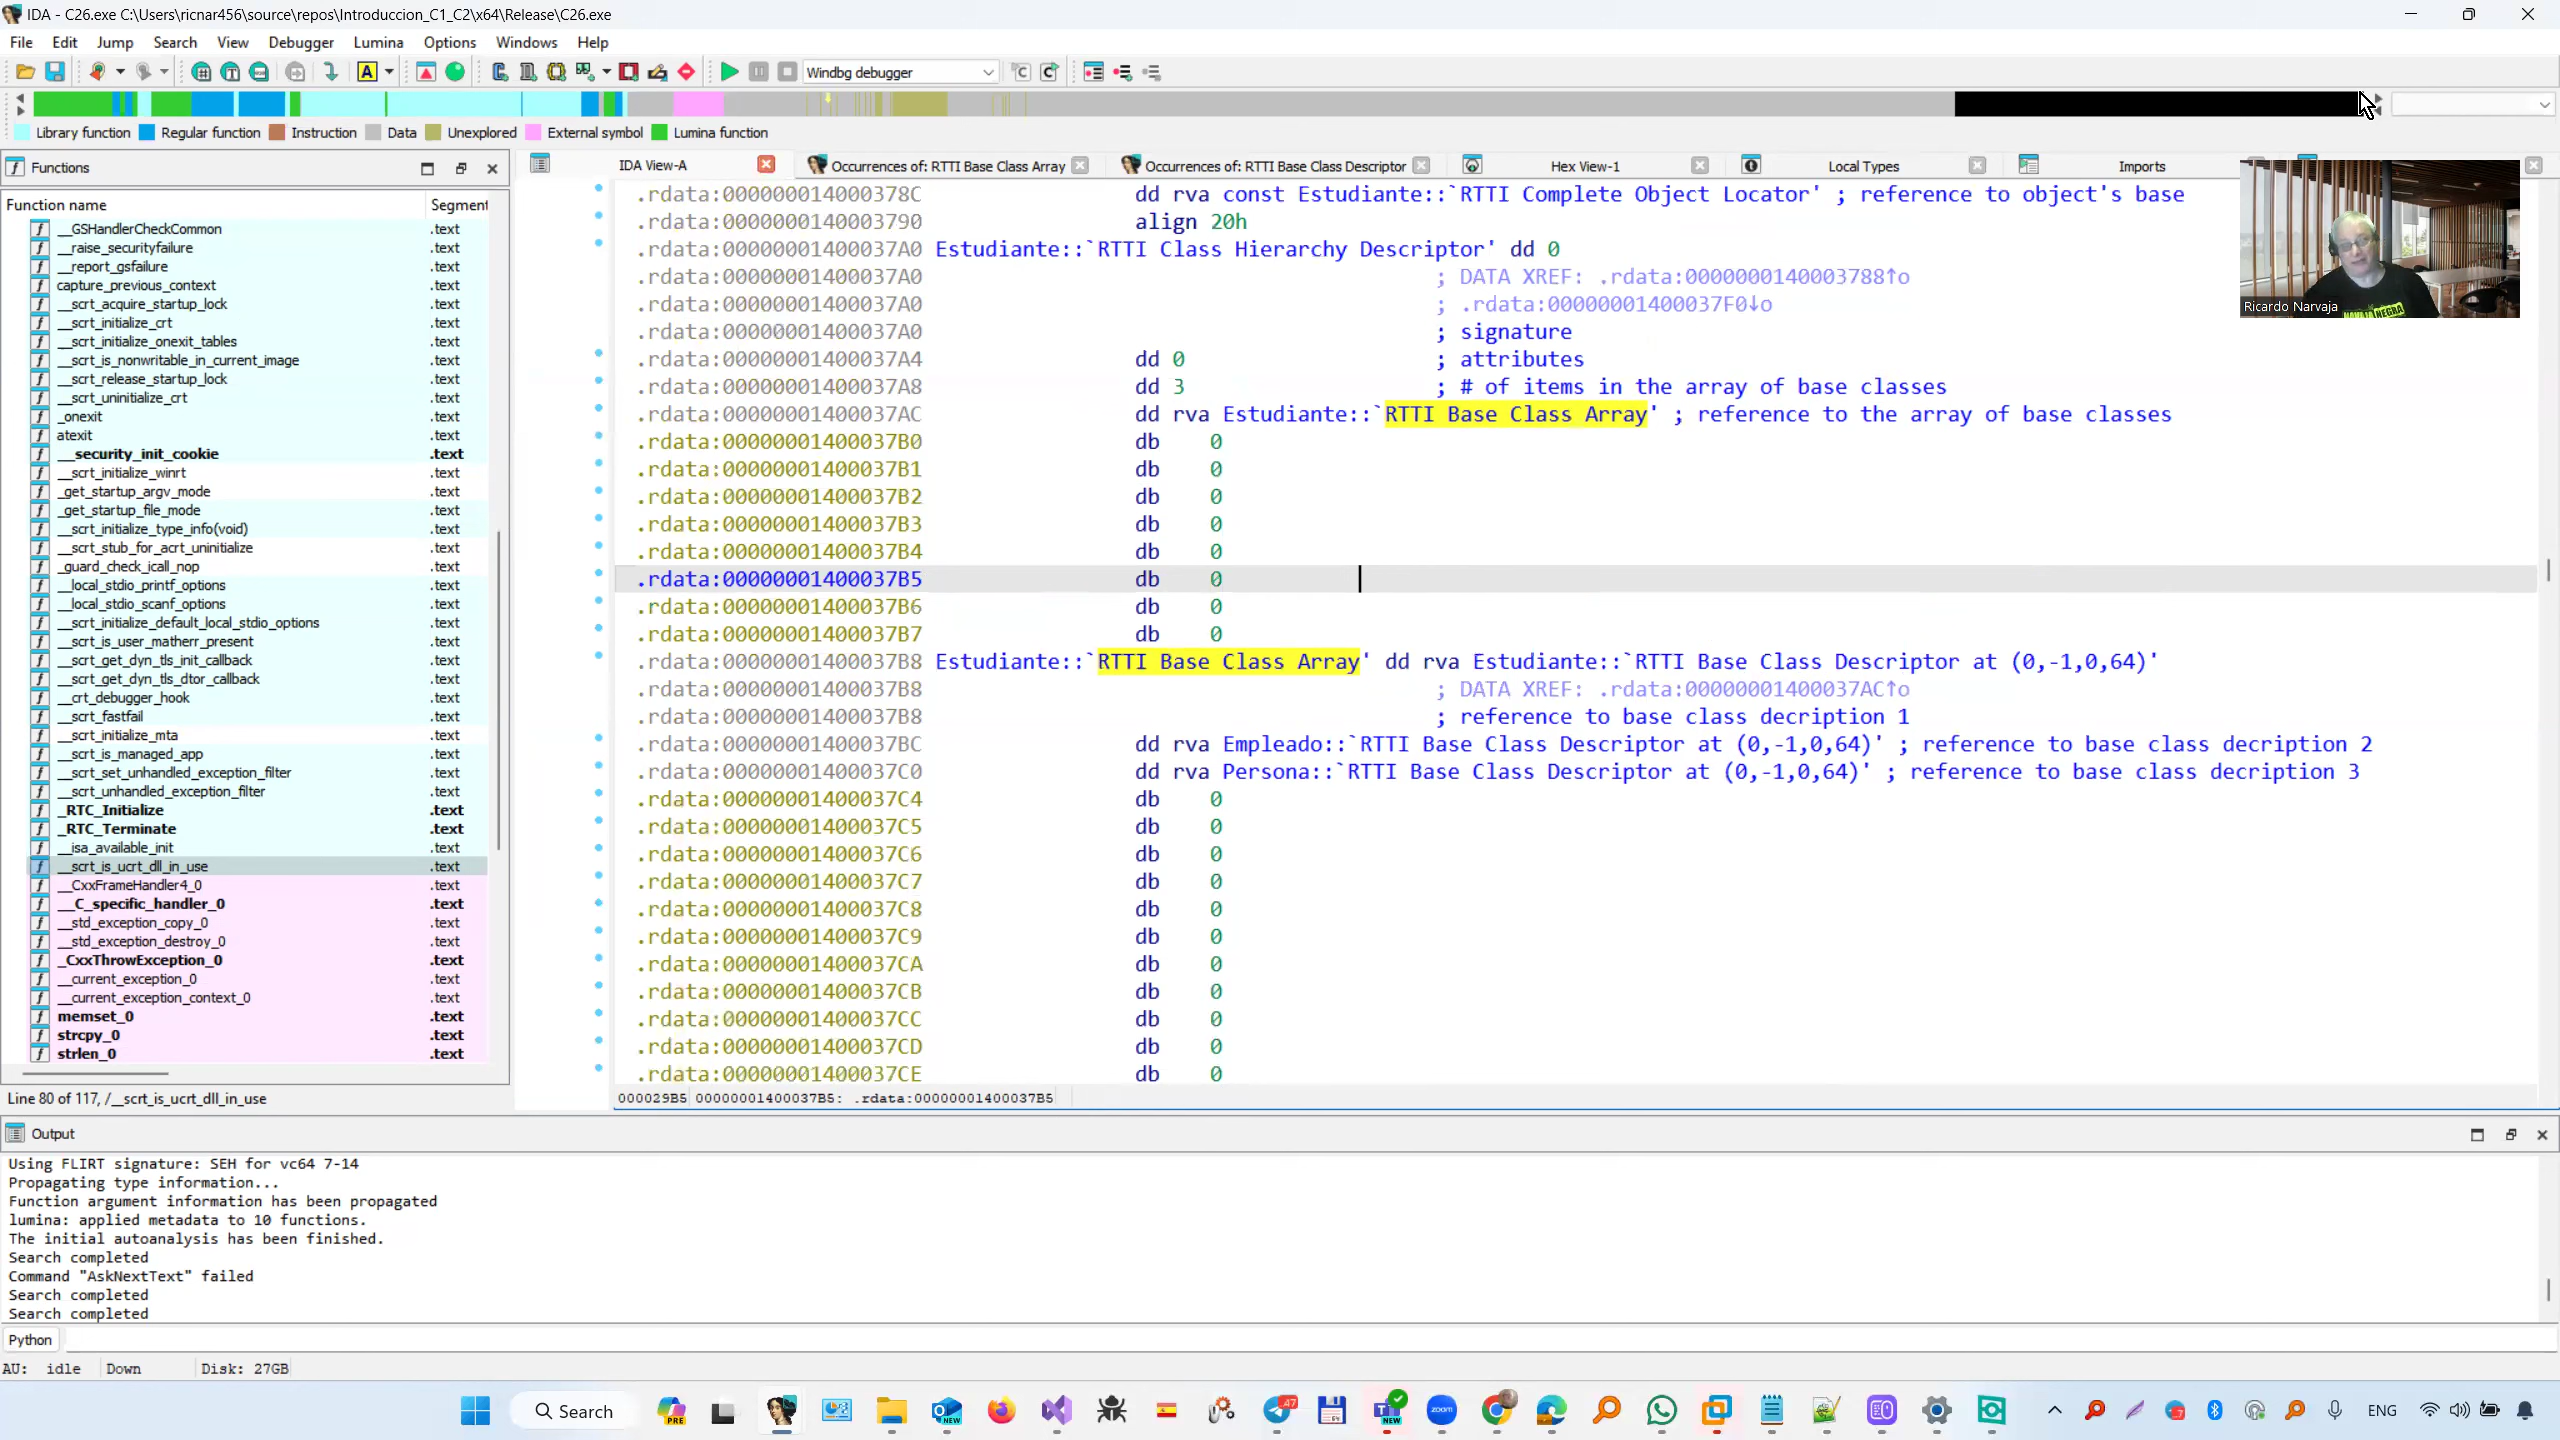 IDA - C26.exe C:\Users\ricnar456\source\repos\Introduccion_C1_C2\x64\Release\C26.exe
File Edit Jump Search View Debugger Lumina Options Windows Help
Windbg debugger
Library function Regular function Instruction Data Unexplored External symbol Lumina function
Functions
IDA View-A Occurrences of: RTTI Base Class Array Occurrences of: RTTI Base Class Descriptor Hex View-1 Local Types Imports
Function name Segment
__GSHandlerCheckCommon .text
__raise_securityfailure .text
__report_gsfailure .text
capture_previous_context .text
__scrt_acquire_startup_lock .text
__scrt_initialize_crt .text
__scrt_initialize_onexit_tables .text
__scrt_is_nonwritable_in_current_image .text
__scrt_release_startup_lock .text
__scrt_uninitialize_crt .text
_onexit .text
atexit .text
__security_init_cookie .text
__scrt_initialize_winrt .text
_get_startup_argv_mode .text
_get_startup_file_mode .text
__scrt_initialize_type_info(void) .text
__scrt_stub_for_acrt_uninitialize .text
_guard_check_icall_nop .text
__local_stdio_printf_options .text
__local_stdio_scanf_options .text
__scrt_initialize_default_local_stdio_options .text
__scrt_is_user_matherr_present .text
__scrt_get_dyn_tls_init_callback .text
__scrt_get_dyn_tls_dtor_callback .text
__crt_debugger_hook .text
__scrt_fastfail .text
__scrt_initialize_mta .text
__scrt_is_managed_app .text
__scrt_set_unhandled_exception_filter .text
__scrt_unhandled_exception_filter .text
_RTC_Initialize .text
_RTC_Terminate .text
__isa_available_init .text
__scrt_is_ucrt_dll_in_use .text
__CxxFrameHandler4_0 .text
__C_specific_handler_0 .text
__std_exception_copy_0 .text
__std_exception_destroy_0 .text
_CxxThrowException_0 .text
__current_exception_0 .text
__current_exception_context_0 .text
memset_0 .text
strcpy_0 .text
strlen_0 .text
Line 80 of 117, /__scrt_is_ucrt_dll_in_use
.rdata:000000014000378C dd rva const Estudiante::`RTTI Complete Object Locator' ; reference to object's base
.rdata:0000000140003790 align 20h
.rdata:00000001400037A0 Estudiante::`RTTI Class Hierarchy Descriptor' dd 0
.rdata:00000001400037A0 ; DATA XREF: .rdata:0000000140003788↑o
.rdata:00000001400037A0 ; .rdata:00000001400037F0↓o
.rdata:00000001400037A0 ; signature
.rdata:00000001400037A4 dd 0 ; attributes
.rdata:00000001400037A8 dd 3 ; # of items in the array of base classes
.rdata:00000001400037AC dd rva Estudiante::`RTTI Base Class Array' ; reference to the array of base classes
.rdata:00000001400037B0 db 0
.rdata:00000001400037B1 db 0
.rdata:00000001400037B2 db 0
.rdata:00000001400037B3 db 0
.rdata:00000001400037B4 db 0
.rdata:00000001400037B5 db 0
.rdata:00000001400037B6 db 0
.rdata:00000001400037B7 db 0
.rdata:00000001400037B8 Estudiante::`RTTI Base Class Array' dd rva Estudiante::`RTTI Base Class Descriptor at (0,-1,0,64)'
.rdata:00000001400037B8 ; DATA XREF: .rdata:00000001400037AC↑o
.rdata:00000001400037B8 ; reference to base class decription 1
.rdata:00000001400037BC dd rva Empleado::`RTTI Base Class Descriptor at (0,-1,0,64)' ; reference to base class decription 2
.rdata:00000001400037C0 dd rva Persona::`RTTI Base Class Descriptor at (0,-1,0,64)' ; reference to base class decription 3
.rdata:00000001400037C4 db 0
.rdata:00000001400037C5 db 0
.rdata:00000001400037C6 db 0
.rdata:00000001400037C7 db 0
.rdata:00000001400037C8 db 0
.rdata:00000001400037C9 db 0
.rdata:00000001400037CA db 0
.rdata:00000001400037CB db 0
.rdata:00000001400037CC db 0
.rdata:00000001400037CD db 0
.rdata:00000001400037CE db 0
000029B5 00000001400037B5: .rdata:00000001400037B5
Ricardo Narvaja
Output
Using FLIRT signature: SEH for vc64 7-14
Propagating type information...
Function argument information has been propagated
lumina: applied metadata to 10 functions.
The initial autoanalysis has been finished.
Search completed
Command "AskNextText" failed
Search completed
Search completed
Python
AU: idle Down Disk: 27GB
Search
PRE
NEW
47
NEW
zoom
ENG